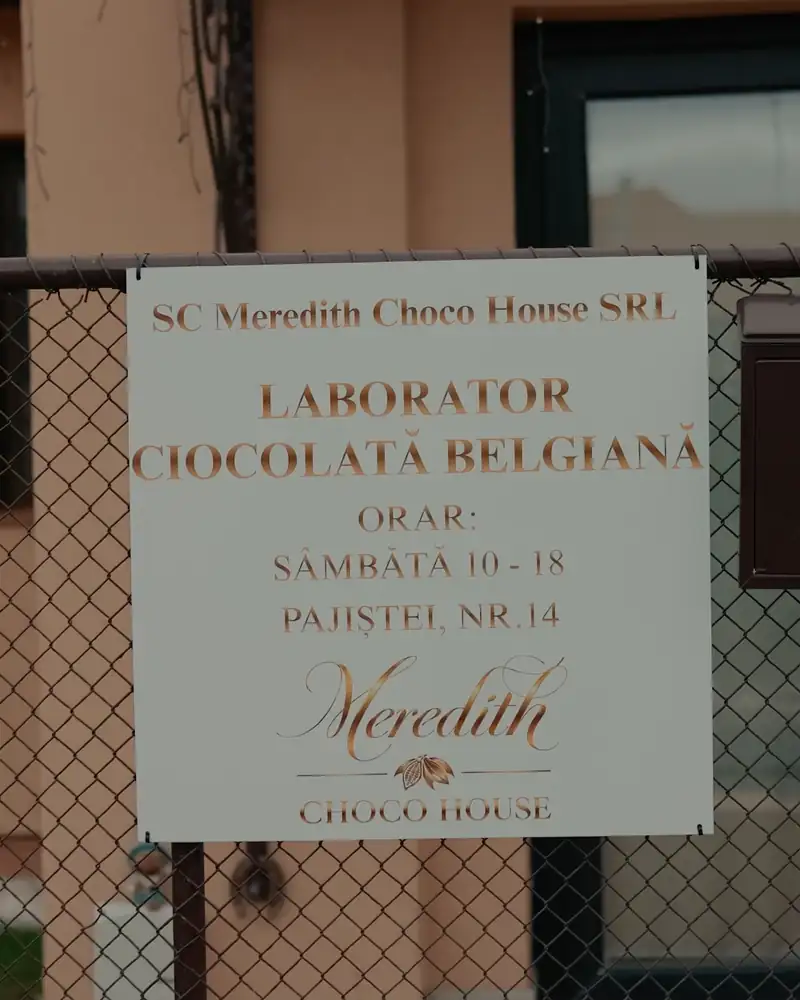 SC Meredith Choco House SRL
LABORATOR
CIOCOLATĂ BELGIANĂ
ORAR:
SÂMBĂTĂ 10 - 18
PAJIȘTEI, NR.14
Meredith
CHOCO HOUSE